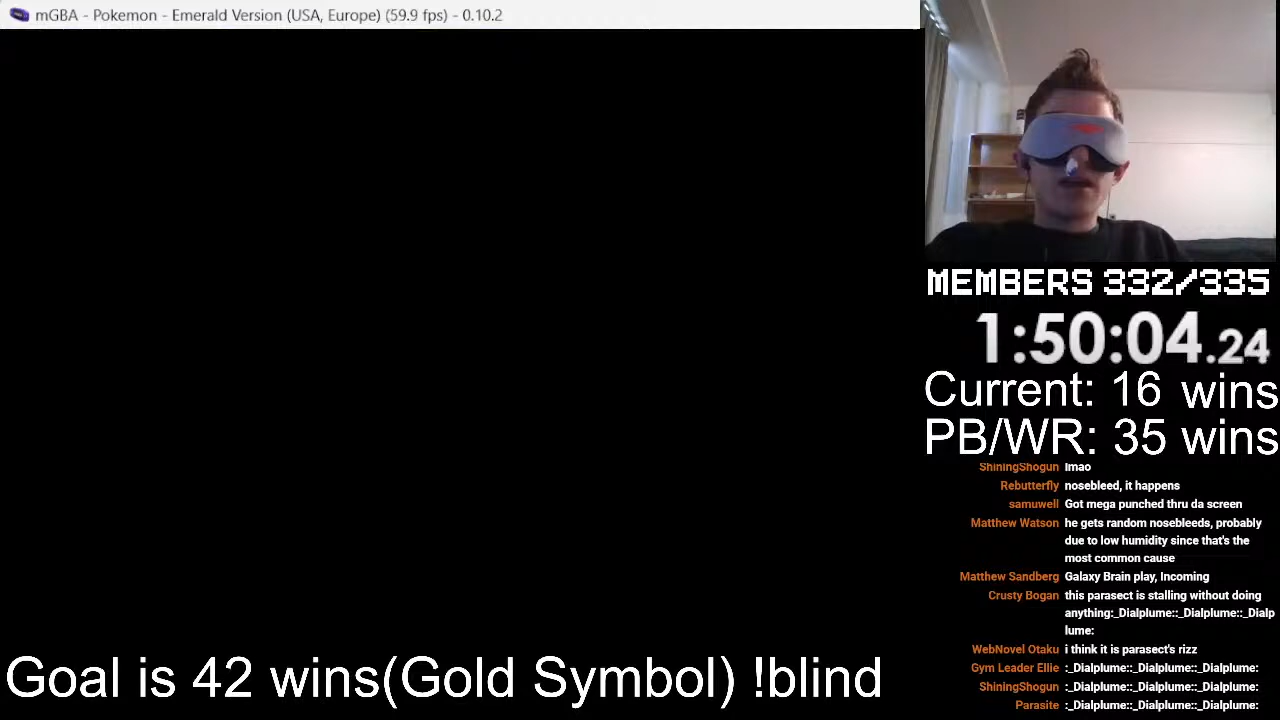 mGBA - Pokemon - Emerald Version (USA, Europe) (59.9 fps) - 0.10.2
MEMBERS 332/335
1:50:04.24
Current: 16 wins
PB/WR: 35 wins
ShiningShogun lmao
Rebutterfly nosebleed, it happens
samuwell Got mega punched thru da screen
Matthew Watson he gets random nosebleeds, probably
due to low humidity since that's the
most common cause
Matthew Sandberg Galaxy Brain play, Incoming
Crusty Bogan this parasect is stalling without doing
anything:_Dialplume::_Dialplume::_Dialp
lume:
WebNovel Otaku i think it is parasect's rizz
Gym Leader Ellie :_Dialplume::_Dialplume::_Dialplume:
ShiningShogun :_Dialplume::_Dialplume::_Dialplume:
Parasite :_Dialplume::_Dialplume::_Dialplume:
Goal is 42 wins(Gold Symbol) !blind